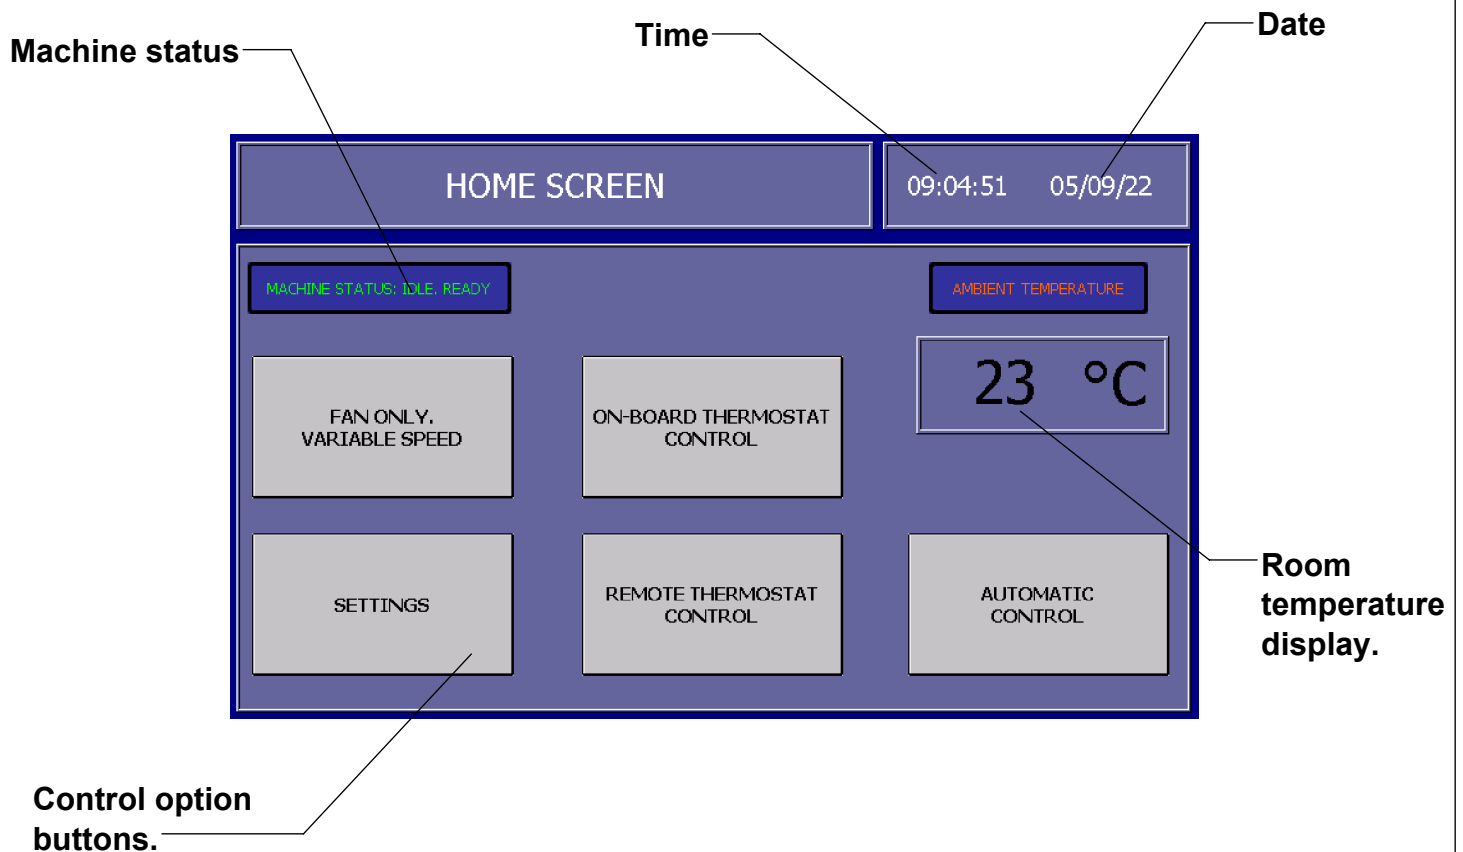 Machine status
Time
Date
HOME SCREEN
09:04:51 05/09/22
MACHINE STATUS: IDLE. READY
AMBIENT TEMPERATURE
23 °C
FAN ONLY.
VARIABLE SPEED
ON-BOARD THERMOSTAT
CONTROL
SETTINGS
REMOTE THERMOSTAT
CONTROL
AUTOMATIC
CONTROL
Room
temperature
display.
Control option
buttons.